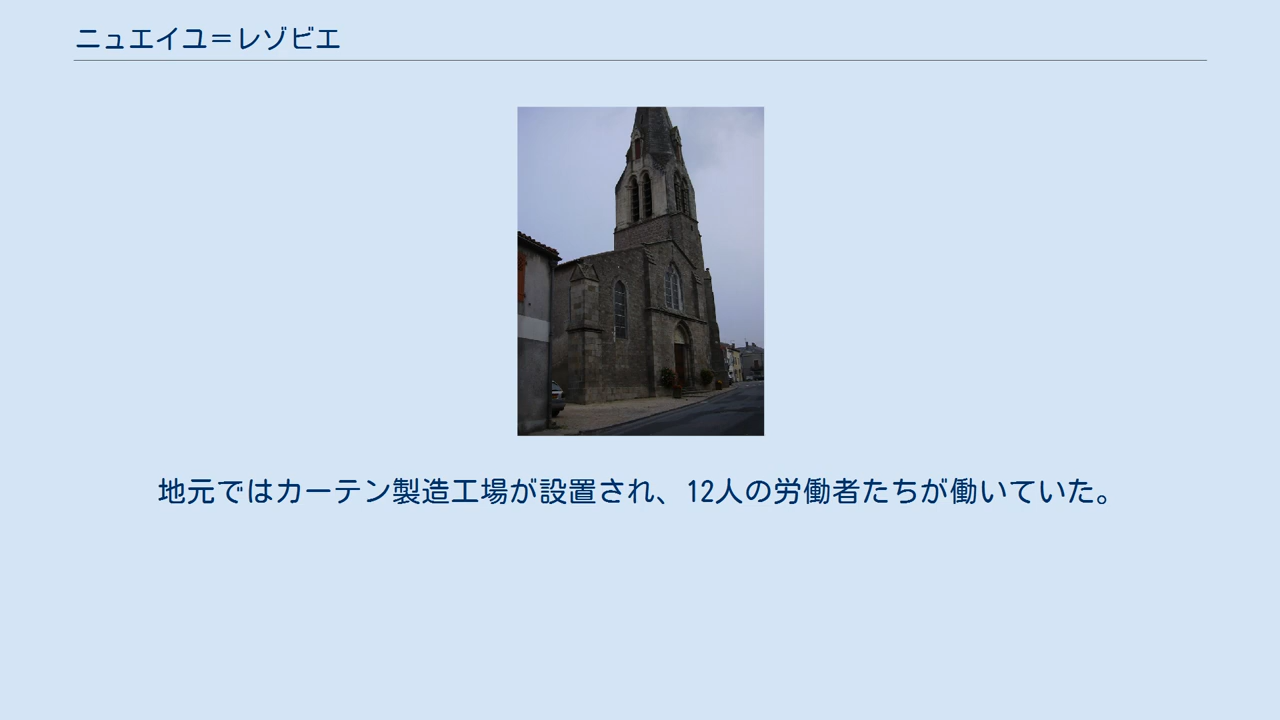 ニュエイユ＝レゾビエ
地元ではカーテン製造工場が設置され、12人の労働者たちが働いていた。